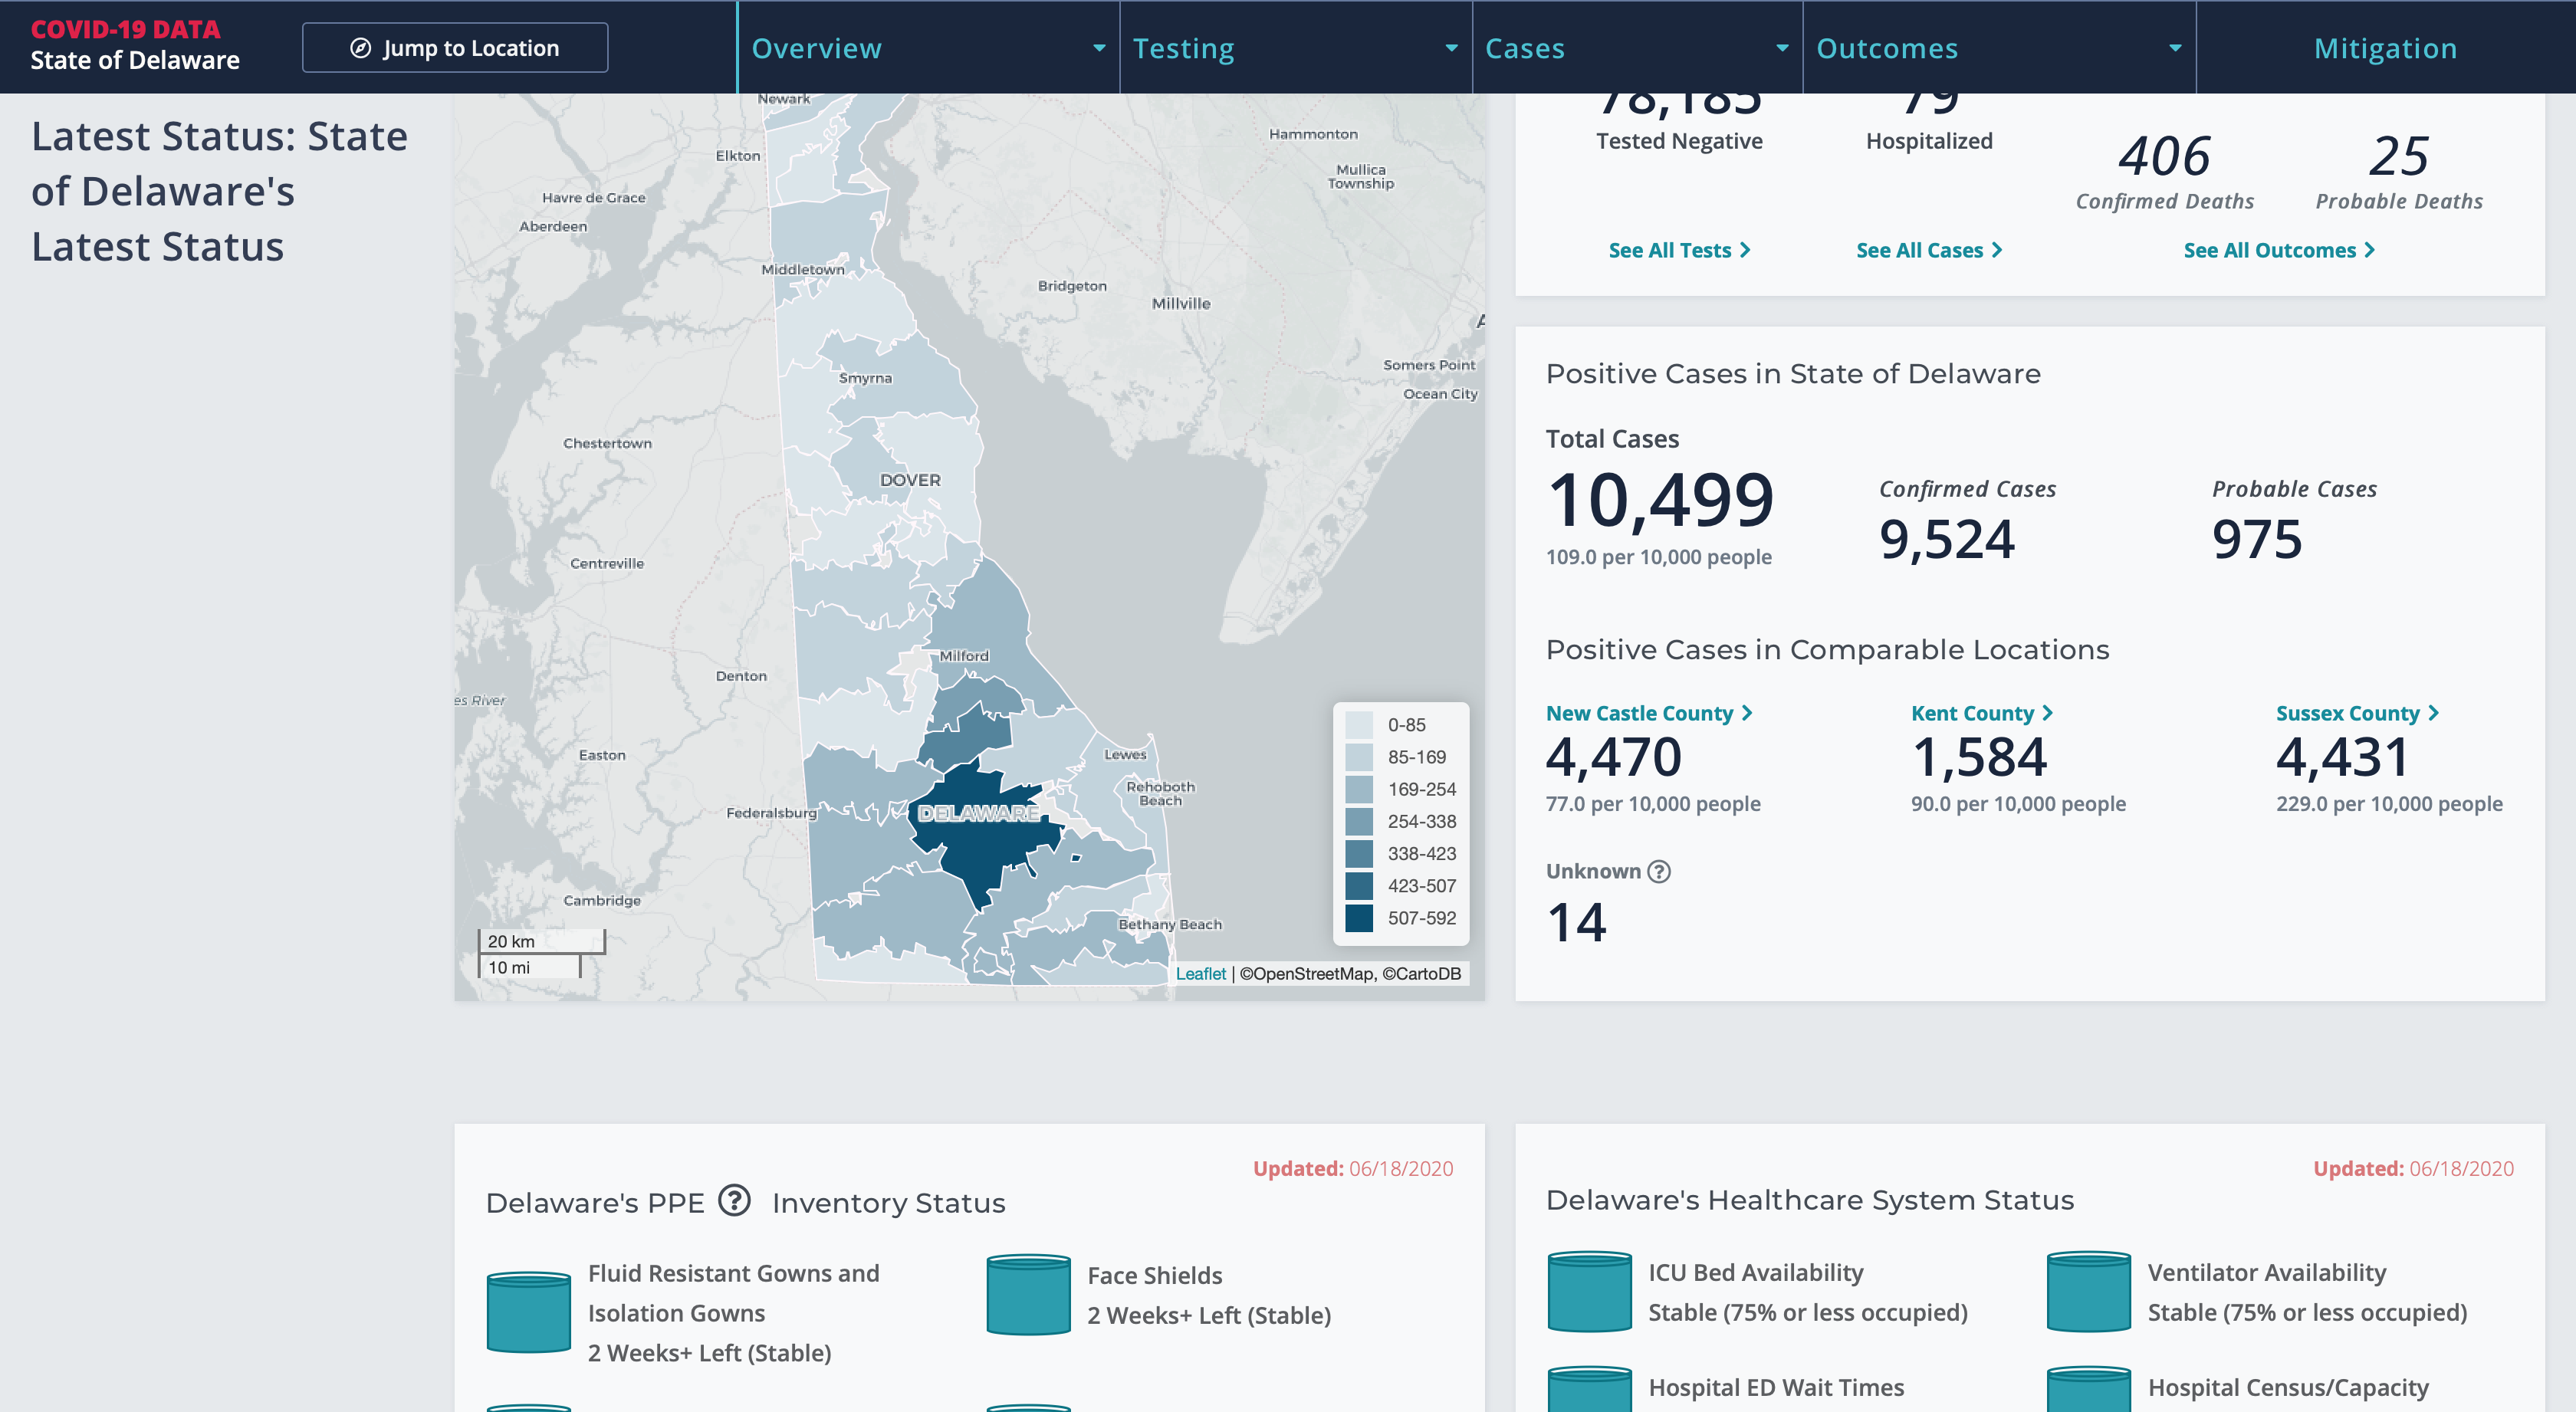 COVID-19 DATA
State of Delaware
Jump to Location
Overview
Testing
Cases
Outcomes
Mitigation
Latest Status: State
of Delaware's
Latest Status
Newark
Elkton
Havre de Grace
Aberdeen
Middletown
Hammonton
Mullica
Township
Bridgeton
Millville
Somers Point
Ocean City
Smyrna
Chestertown
DOVER
Centreville
Milford
Denton
es River
Easton
Lewes
Rehoboth
Beach
Federalsburg
DELAWARE
Cambridge
Bethany Beach
0-85
85-169
169-254
254-338
338-423
423-507
507-592
20 km
10 mi
Leaflet | ©OpenStreetMap, ©CartoDB
78,185
Tested Negative
79
Hospitalized
406
Confirmed Deaths
25
Probable Deaths
See All Tests
See All Cases
See All Outcomes
Positive Cases in State of Delaware
Total Cases
10,499
109.0 per 10,000 people
Confirmed Cases
9,524
Probable Cases
975
Positive Cases in Comparable Locations
New Castle County
4,470
77.0 per 10,000 people
Kent County
1,584
90.0 per 10,000 people
Sussex County
4,431
229.0 per 10,000 people
Unknown ?
14
Updated: 06/18/2020
Delaware's PPE ? Inventory Status
Fluid Resistant Gowns and
Isolation Gowns
2 Weeks+ Left (Stable)
Face Shields
2 Weeks+ Left (Stable)
Updated: 06/18/2020
Delaware's Healthcare System Status
ICU Bed Availability
Stable (75% or less occupied)
Ventilator Availability
Stable (75% or less occupied)
Hospital ED Wait Times
Hospital Census/Capacity